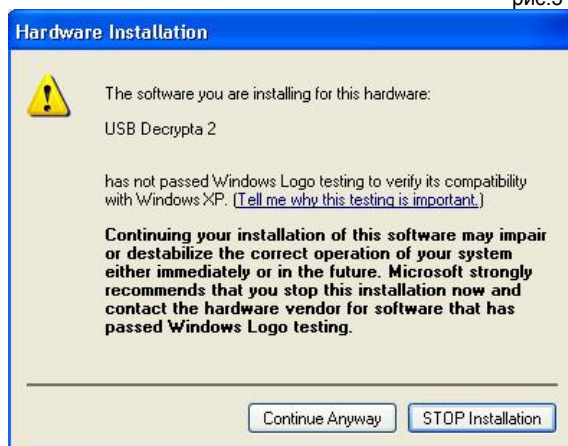 рис.3
Hardware Installation
The software you are installing for this hardware:
USB Decrypta 2
has not passed Windows Logo testing to verify its compatibility
with Windows XP. (Tell me why this testing is important.)
Continuing your installation of this software may impair
or destabilize the correct operation of your system
either immediately or in the future. Microsoft strongly
recommends that you stop this installation now and
contact the hardware vendor for software that has
passed Windows Logo testing.
Continue Anyway
STOP Installation